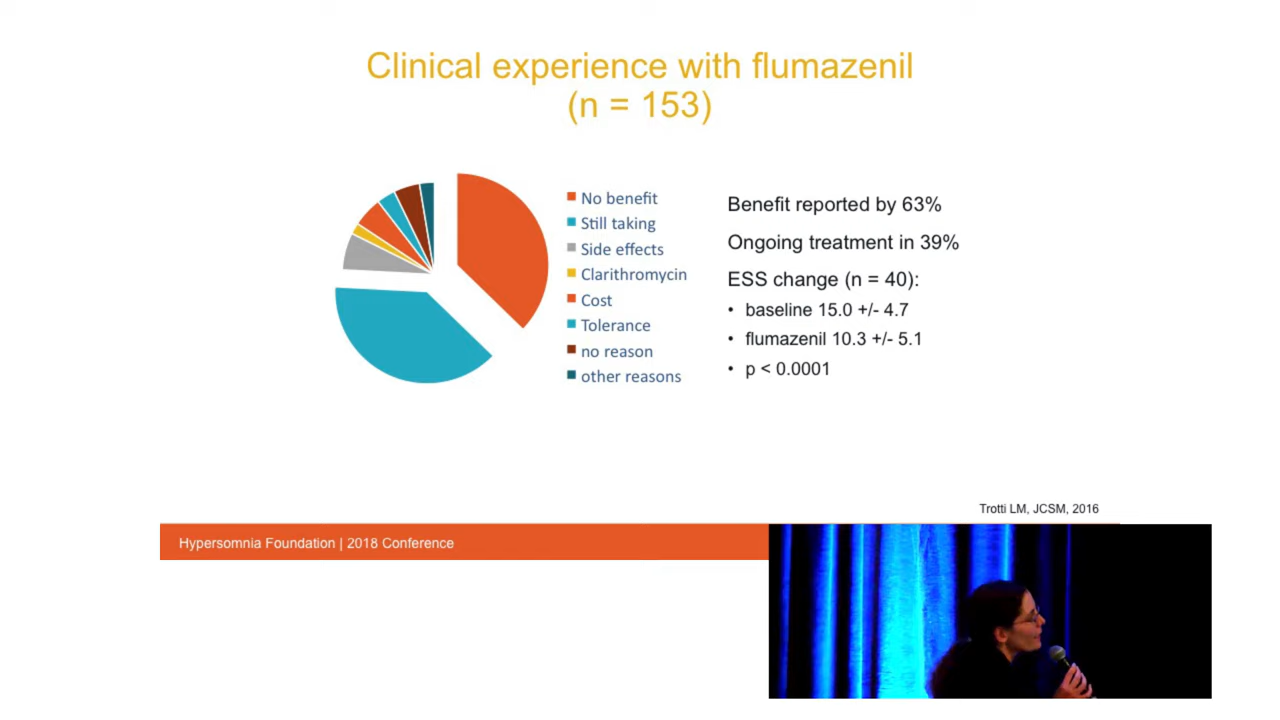 Clinical experience with flumazenil
(n = 153)
No benefit
Still taking
Side effects
Clarithromycin
Cost
Tolerance
no reason
other reasons
Benefit reported by 63%
Ongoing treatment in 39%
ESS change (n = 40):
• baseline 15.0 +/- 4.7
• flumazenil 10.3 +/- 5.1
• p < 0.0001
Trotti LM, JCSM, 2016
Hypersomnia Foundation | 2018 Conference